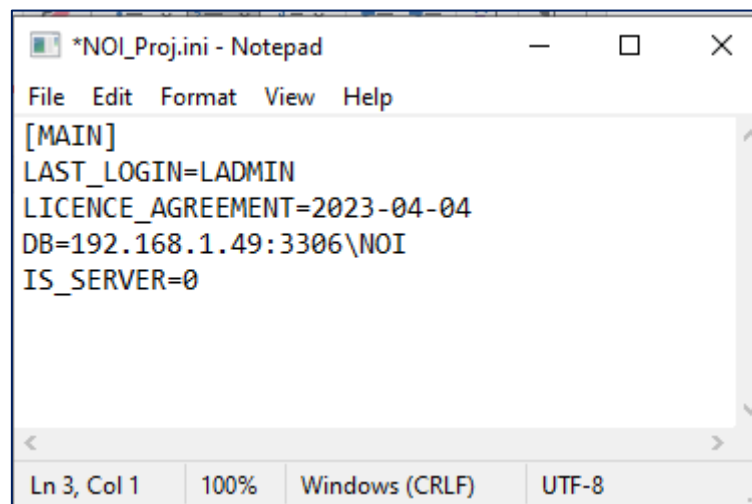 *NOI_Proj.ini - Notepad
File Edit Format View Help
[MAIN]
LAST_LOGIN=LADMIN
LICENCE_AGREEMENT=2023-04-04
DB=192.168.1.49:3306\NOI
IS_SERVER=0
Ln 3, Col 1 100% Windows (CRLF) UTF-8